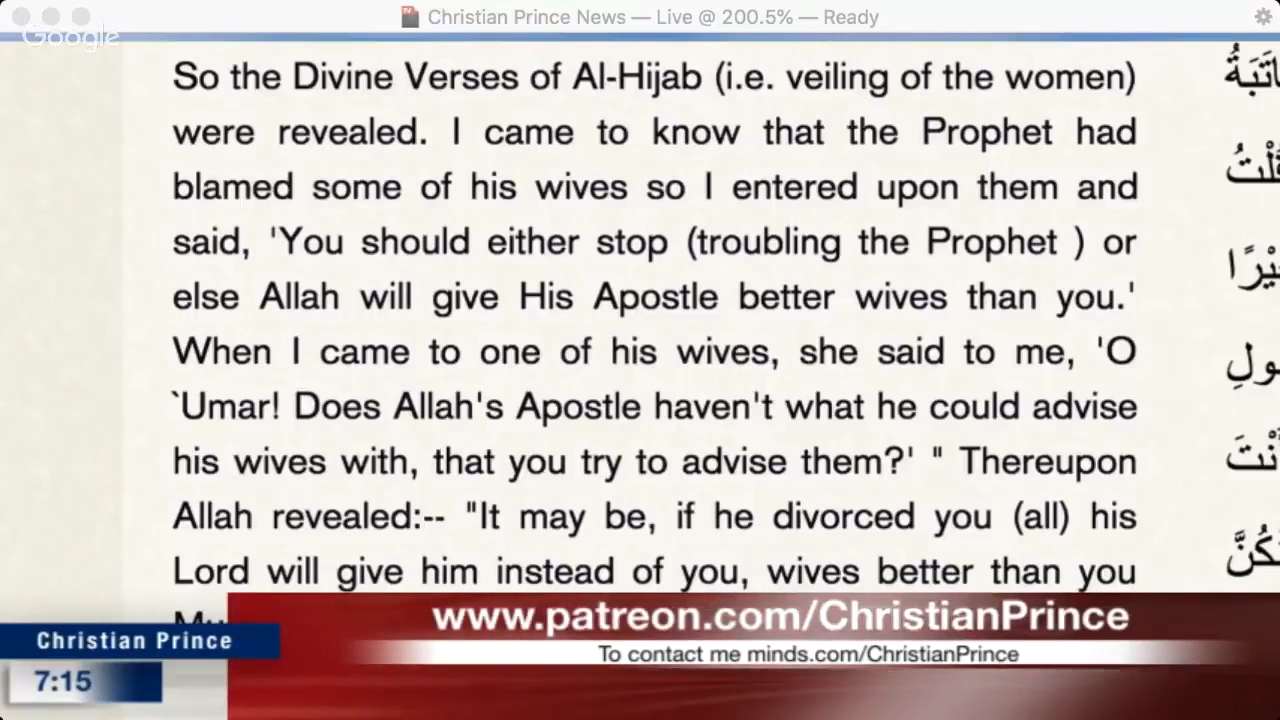 Christian Prince News — Live @ 200.5% — Ready
Google
So the Divine Verses of Al-Hijab (i.e. veiling of the women)
were revealed. I came to know that the Prophet had
blamed some of his wives so I entered upon them and
said, 'You should either stop (troubling the Prophet ) or
else Allah will give His Apostle better wives than you.'
When I came to one of his wives, she said to me, 'O
`Umar! Does Allah's Apostle haven't what he could advise
his wives with, that you try to advise them?' " Thereupon
Allah revealed:-- "It may be, if he divorced you (all) his
Lord will give him instead of you, wives better than you
www.patreon.com/ChristianPrince
Christian Prince
To contact me minds.com/ChristianPrince
7:15